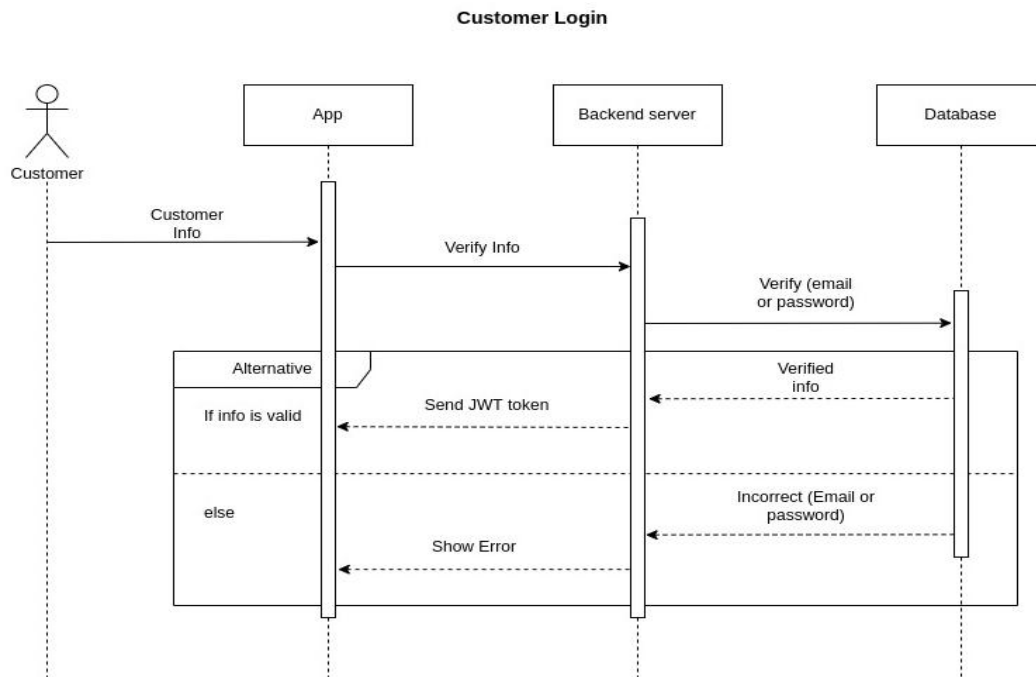 Customer Login
App
Backend server
Database
Customer
Customer
Info
Verify Info
Verify (email
or password)
Alternative
Verified
info
If info is valid
Send JWT token
else
Incorrect (Email or
password)
Show Error